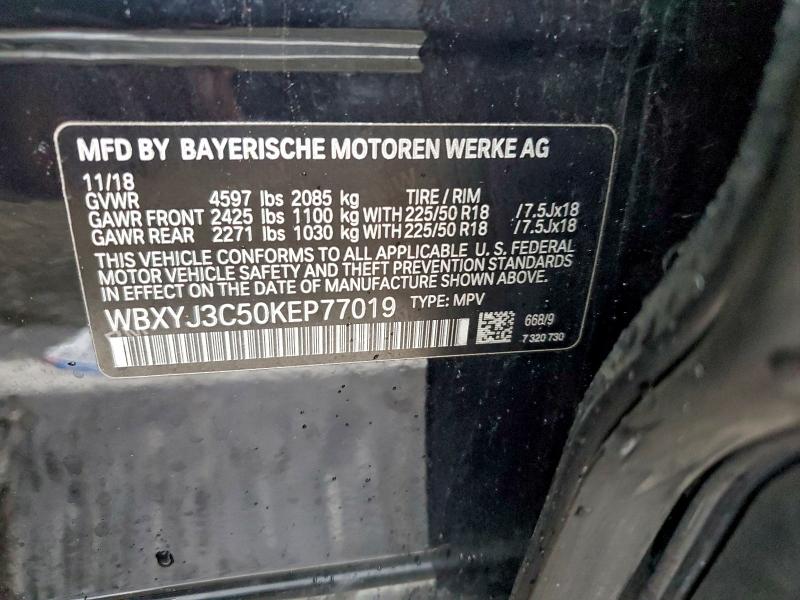 MFD BY BAYERISCHE MOTOREN WERKE AG
11/18
GVWR 4597 lbs 2085 kg TIRE / RIM
GAWR FRONT 2425 lbs 1100 kg WITH 225/50 R18 /7.5Jx18
GAWR REAR 2271 lbs 1030 kg WITH 225/50 R18 /7.5Jx18
THIS VEHICLE CONFORMS TO ALL APPLICABLE U. S. FEDERAL
MOTOR VEHICLE SAFETY AND THEFT PREVENTION STANDARDS
IN EFFECT ON THE DATE OF MANUFACTURE SHOWN ABOVE.
WBXYJ3C50KEP77019 TYPE: MPV
668/9
7 320 730